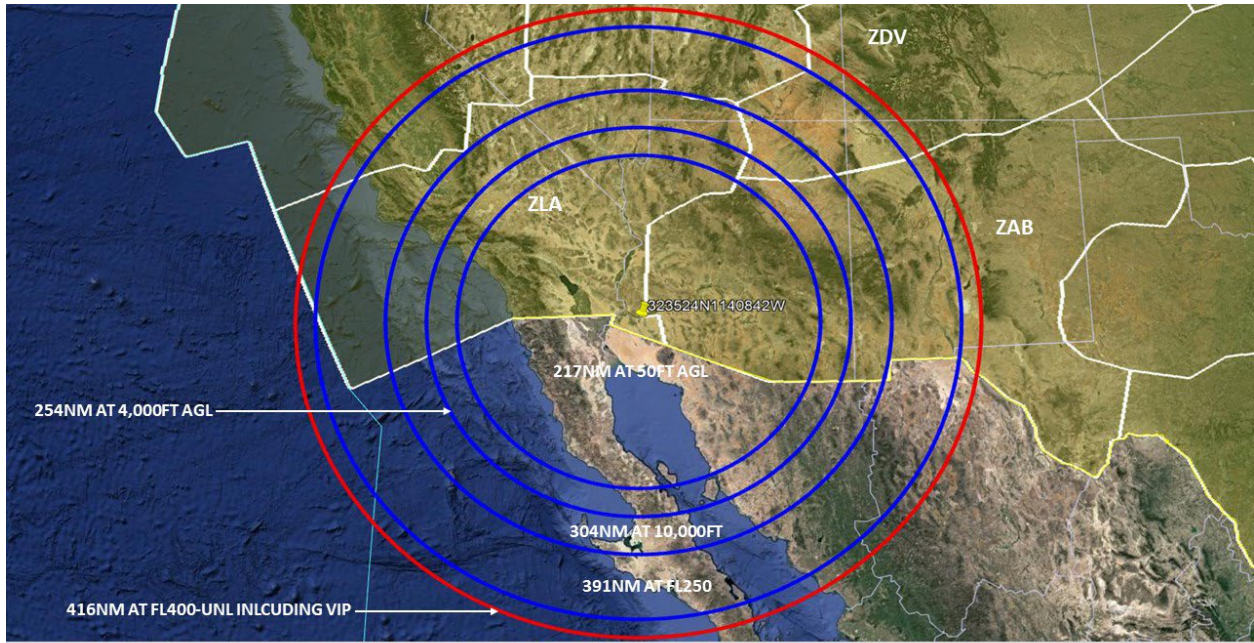 ZDV
ZLA
ZAB
323524N1140842W
217NM AT 50FT AGL
254NM AT 4,000FT AGL
304NM AT 10,000FT
391NM AT FL250
416NM AT FL400-UNL INLCUDING VIP